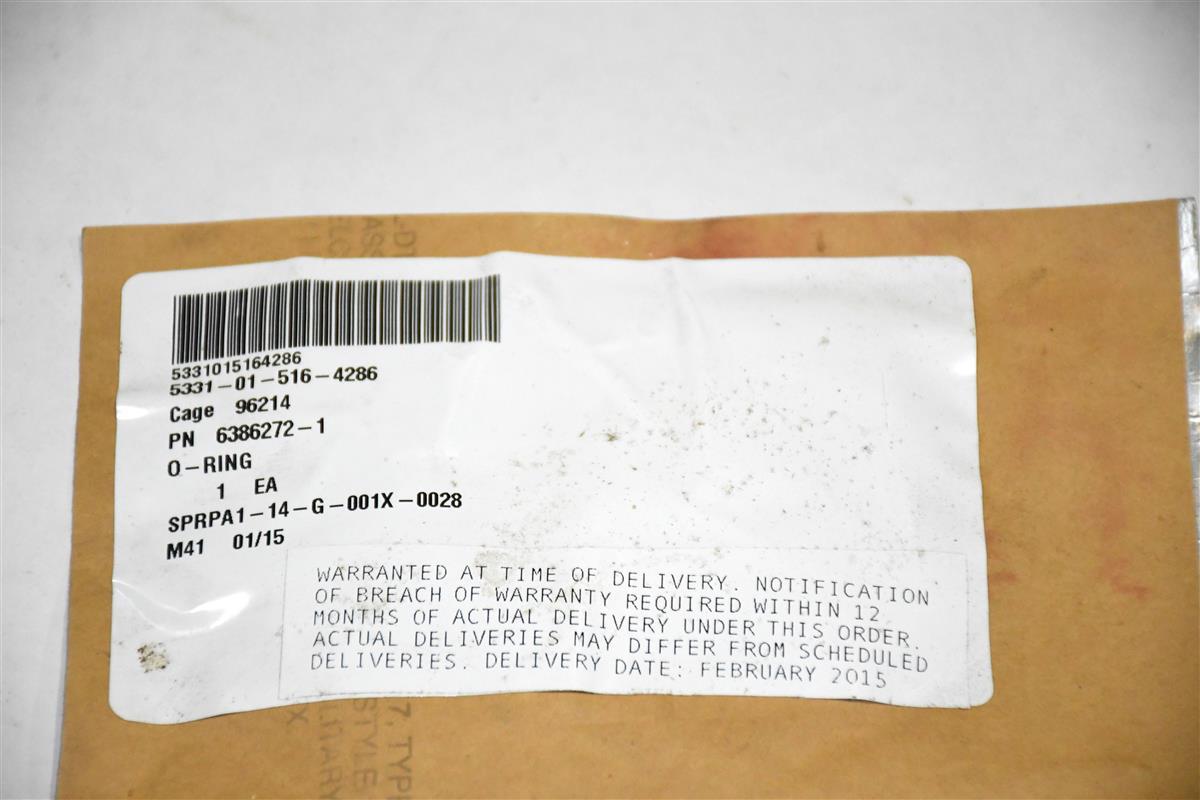 5331015164286
5331-01-516-4286
Cage 96214
PN 6386272-1
O-RING
1 EA
SPRPA1-14-G-001X-0028
M41 01/15
WARRANTED AT TIME OF DELIVERY. NOTIFICATION
OF BREACH OF WARRANTY REQUIRED WITHIN 12
MONTHS OF ACTUAL DELIVERY UNDER THIS ORDER.
ACTUAL DELIVERIES MAY DIFFER FROM SCHEDULED
DELIVERIES. DELIVERY DATE: FEBRUARY 2015